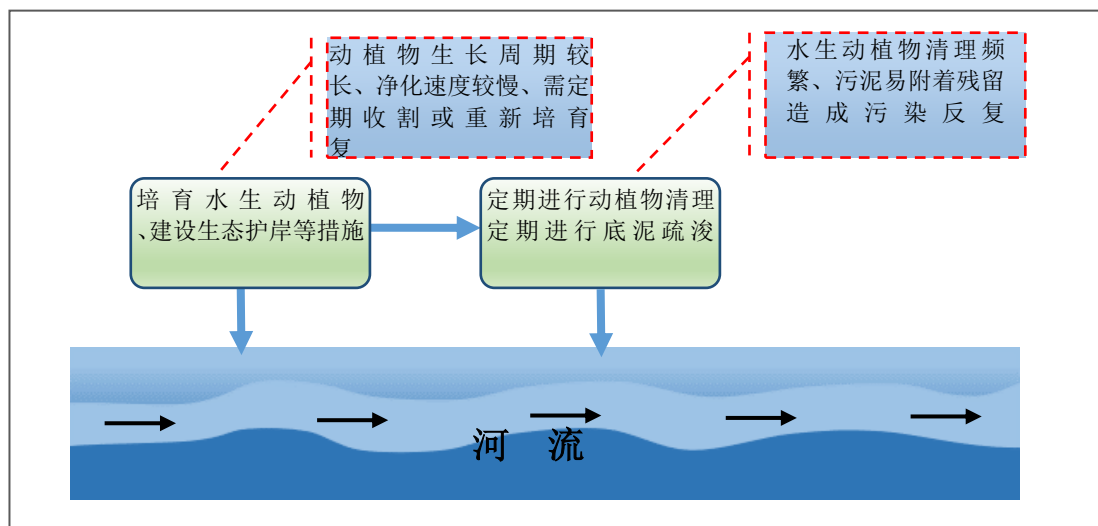 动植物生长周期较
长、净化速度较慢、需定
期收割或重新培育
复
水生动植物清理频
繁、污泥易附着残留
造成污染反复
培育水生动植物
、建设生态护岸等措施
定期进行动植物清理
定期进行底泥疏浚
河 流